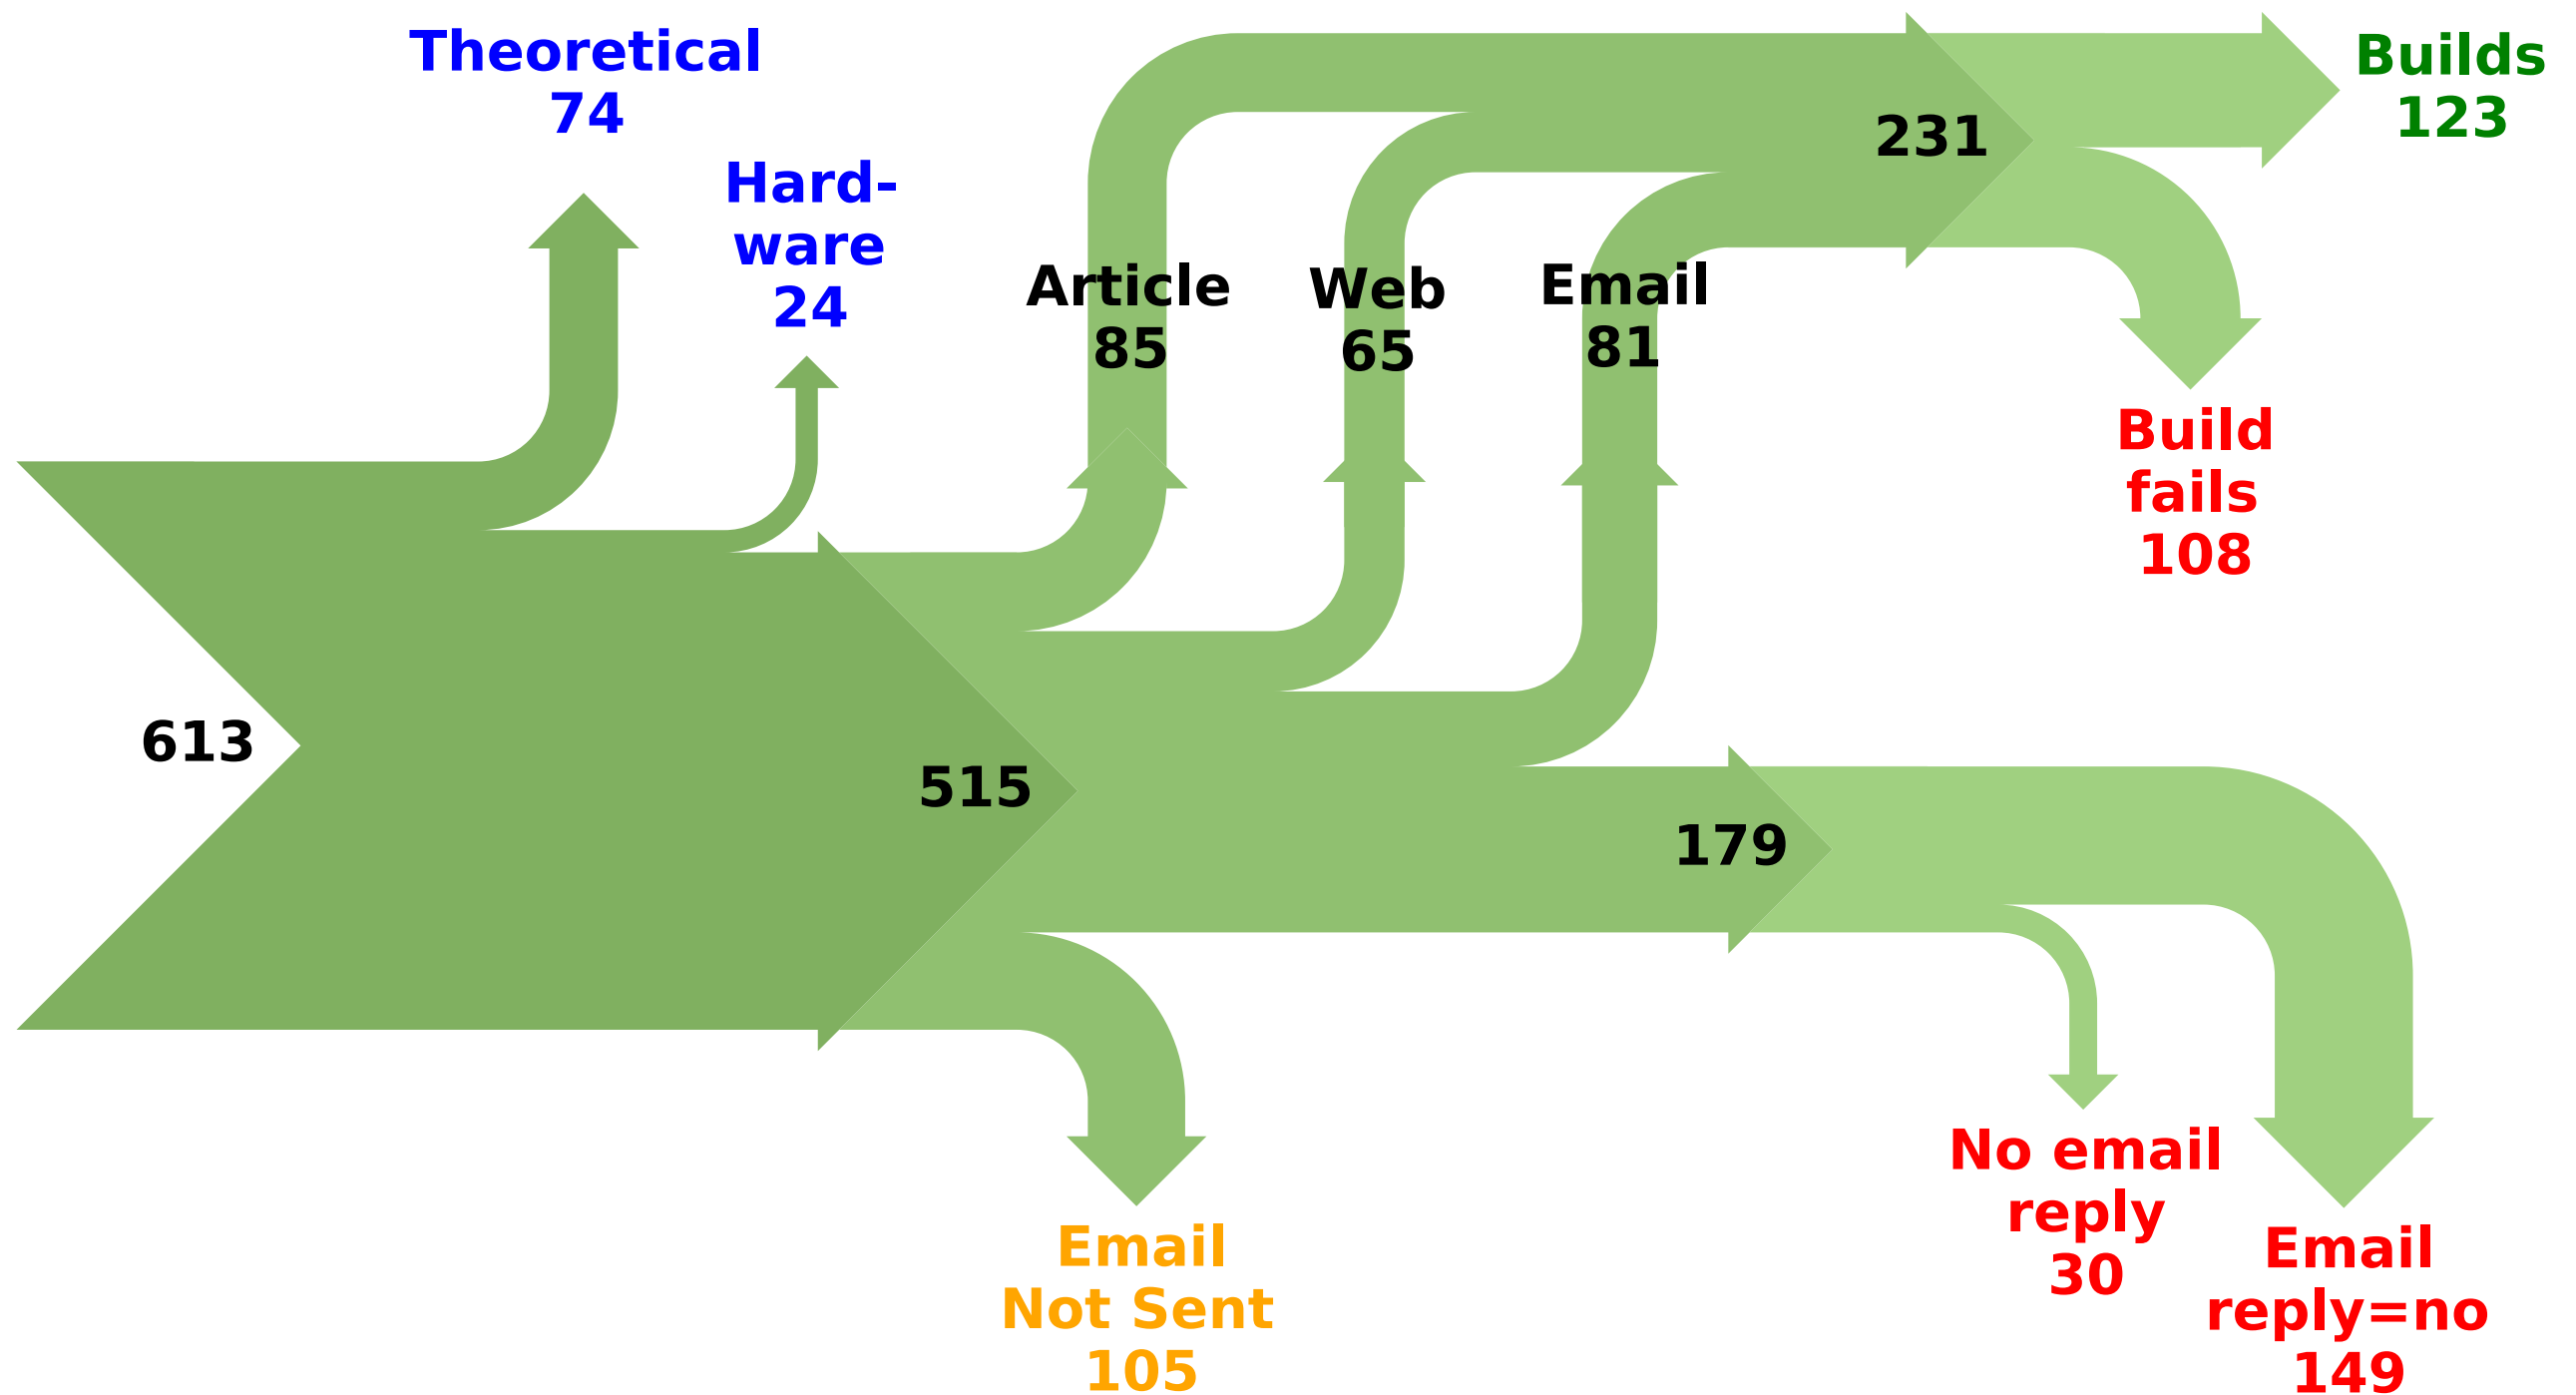 Theoretical
74
Hard-
ware
24
Article
85
Web
65
Email
81
231
Builds
123
Build
fails
108
613
515
179
Email
Not Sent
105
No email
reply
30
Email
reply=no
149